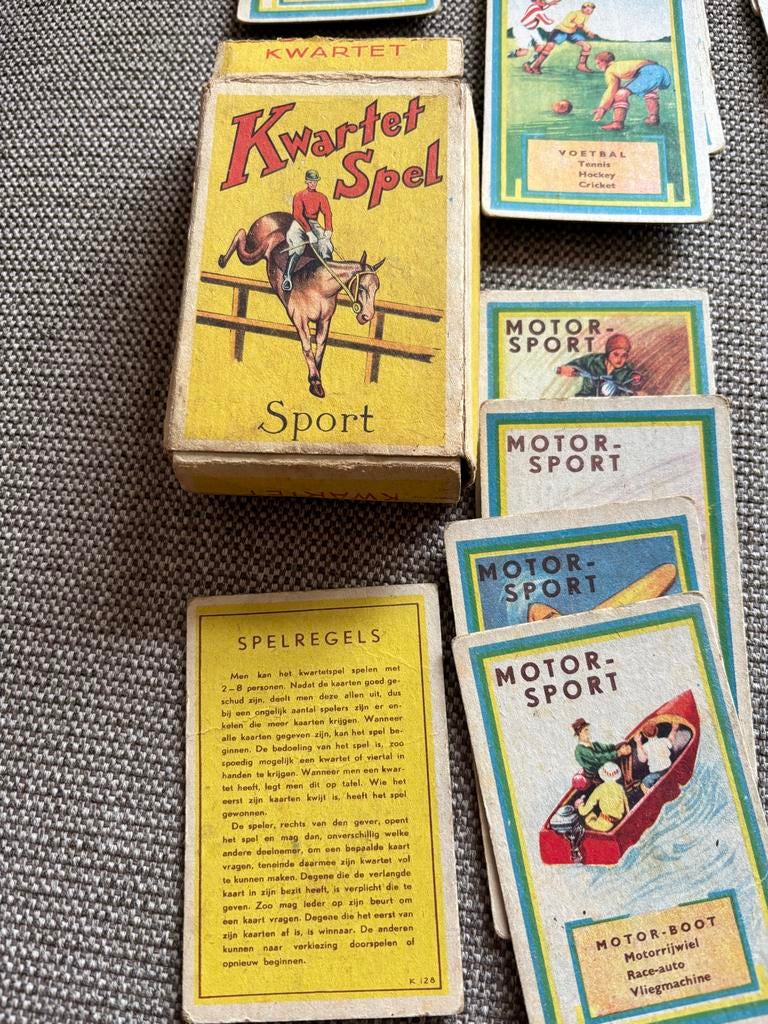 KWARTET
Kwartet
Spel
Sport
KWARTET
VOETBAL
Tennis
Hockey
Cricket
MOTOR-
SPORT
MOTOR-
SPORT
MOTOR-
SPORT
MOTOR-
SPORT
MOTOR-BOOT
Motorrijwiel
Race-auto
Vliegmachine
SPELREGELS
Men kan het kwartetspel spelen met
2–8 personen. Nadat de kaarten goed ge-
schud zijn, deelt men deze allen uit, dus
bij een ongelijk aantal spelers zijn er en-
kelen die meer kaarten krijgen. Wanneer
alle kaarten gegeven zijn, kan het spel be-
ginnen. De bedoeling van het spel is, zoo
spoedig mogelijk een kwartet of viertal in
handen te krijgen. Wanneer men een kwar-
tet heeft, legt men dit op tafel. Wie het
eerst zijn kaarten kwijt is, heeft het spel
gewonnen.
De speler, rechts van den gever, opent
het spel en mag dan, onverschillig welke
andere deelnemer, om een bepaalde kaart
vragen, teneinde daarmee zijn kwartet vol
te kunnen maken. Degene die de verlangde
kaart in zijn bezit heeft, is verplicht die te
geven. Zoo mag ieder op zijn beurt om
een kaart vragen. Degene die het eerst van
zijn kaarten af is, is winnaar. De anderen
kunnen naar verkiezing doorspelen of
opnieuw beginnen.
K 128